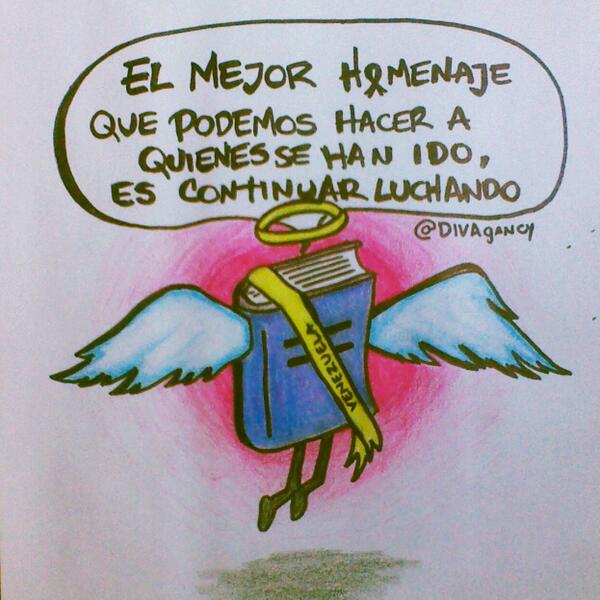 EL MEJOR HOMENAJE
QUE PODEMOS HACER A
QUIENES SE HAN IDO,
ES CONTINUAR LUCHANDO
@DIVAgancy
VENEZUELA